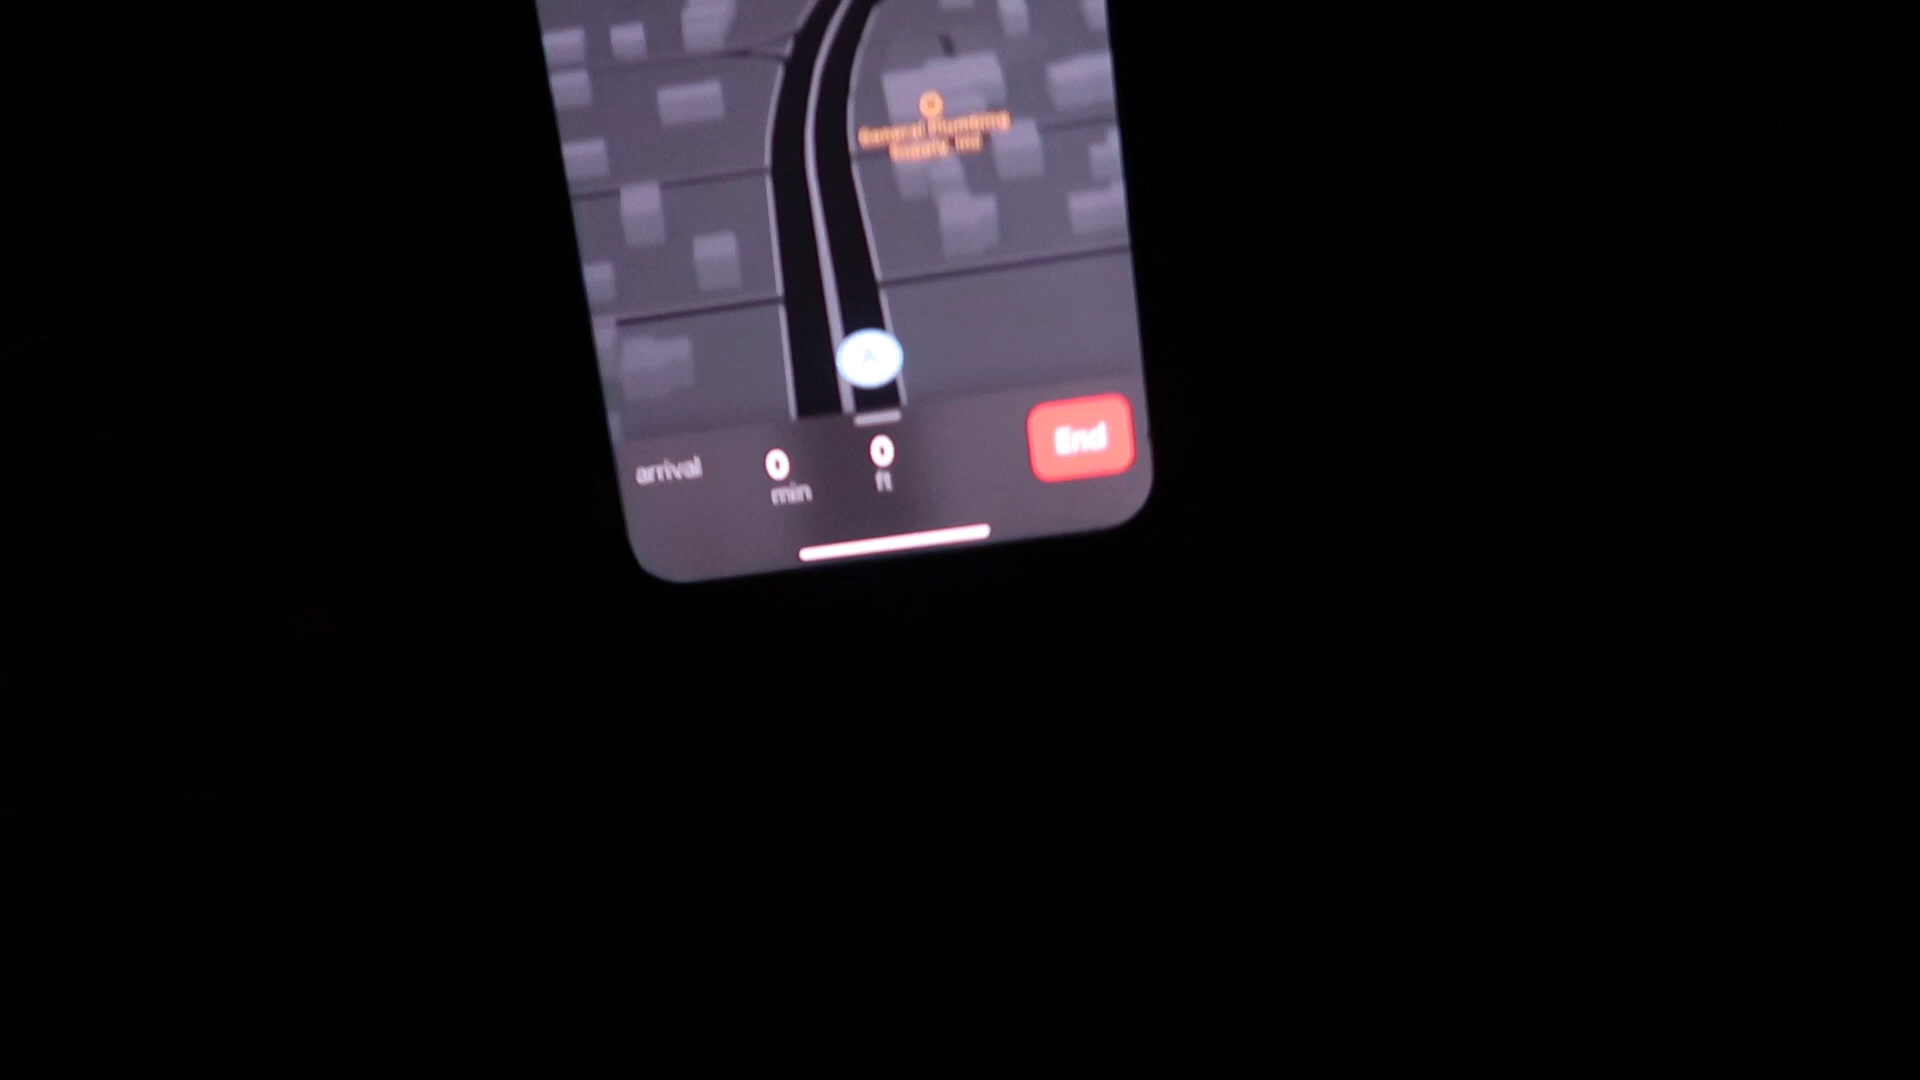 General Plumbing
Supply, Inc
arrival
0
min
0
ft
End